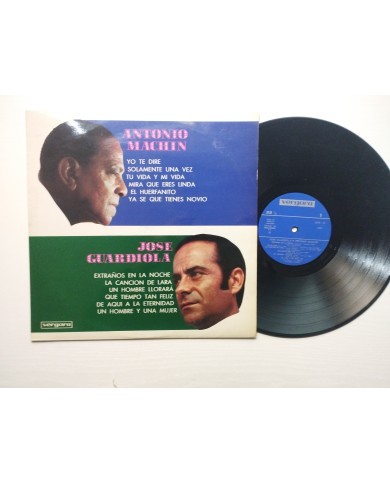 ANTONIO
MACHIN
YO TE DIRE
SOLAMENTE UNA VEZ
TU VIDA Y MI VIDA
MIRA QUE ERES LINDA
EL HUERFANITO
YA SE QUE TIENES NOVIO
JOSE
GUARDIOLA
EXTRAÑOS EN LA NOCHE
LA CANCION DE LARA
UN HOMBRE LLORARÁ
QUE TIEMPO TAN FELIZ
DE AQUI A LA ETERNIDAD
UN HOMBRE Y UNA MUJER
vergara
vergara